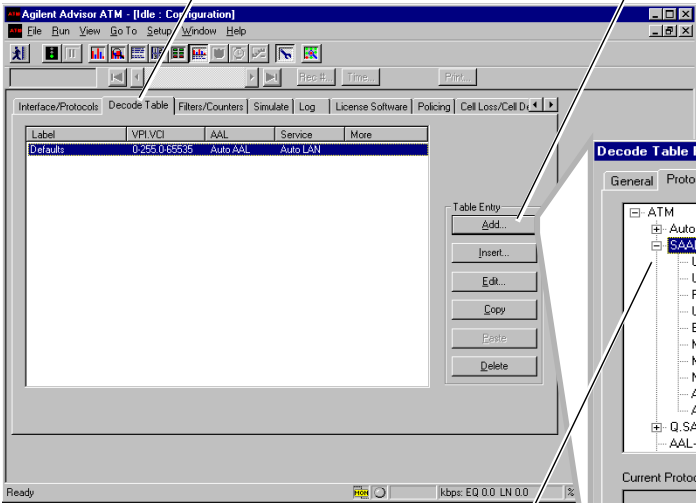 Agilent Advisor ATM - [Idle : Configuration]
File Run View Go To Setup Window Help
Rec #... Time... Print...
Interface/Protocols Decode Table Filters/Counters Simulate Log License Software Policing Cell Loss/Cell De
Label VPI.VCI AAL Service More
Defaults 0-255.0-65535 Auto AAL Auto LAN
Table Entry
Add...
Insert...
Edit...
Copy
Paste
Delete
Ready
kbps: EQ 0.0 LN 0.0 %
Decode Table
General Proto
ATM
Auto
SAA
Q.SA
AAL-
Current Protoc